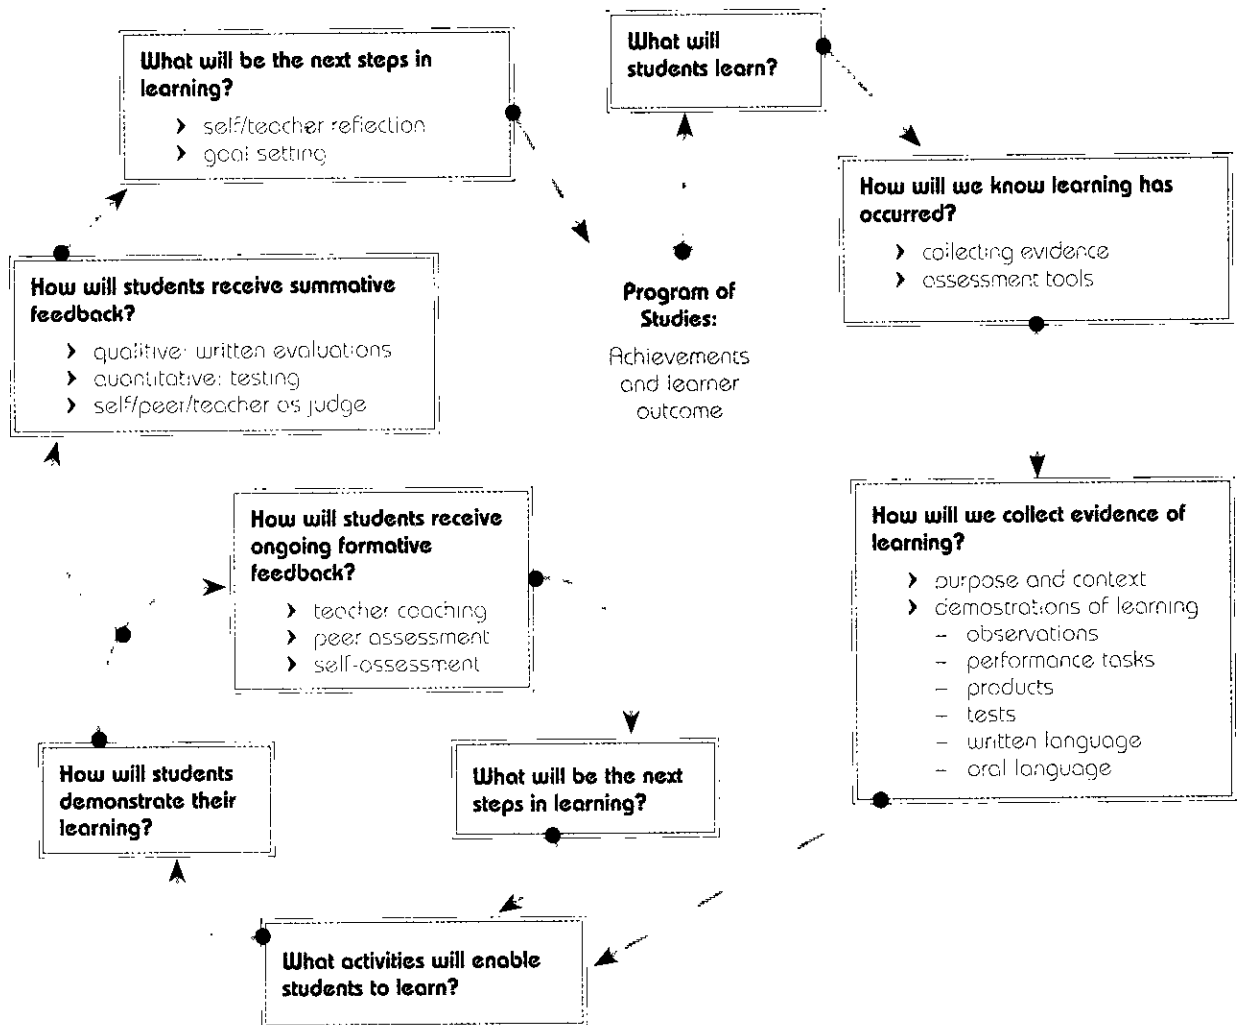 What will be the next steps in
learning?
self/teacher reflection
goal setting
What will
students learn?
How will we know learning has
occurred?
collecting evidence
assessment tools
How will students receive summative
feedback?
qualitive: written evaluations
quantitative: testing
self/peer/teacher as judge
Program of
Studies:
Achievements
and learner
outcome
How will students receive
ongoing formative
feedback?
teacher coaching
peer assessment
self-assessment
How will we collect evidence of
learning?
purpose and context
demostrations of learning
– observations
– performance tasks
– products
– tests
– written language
– oral language
How will students
demonstrate their
learning?
What will be the next
steps in learning?
What activities will enable
students to learn?